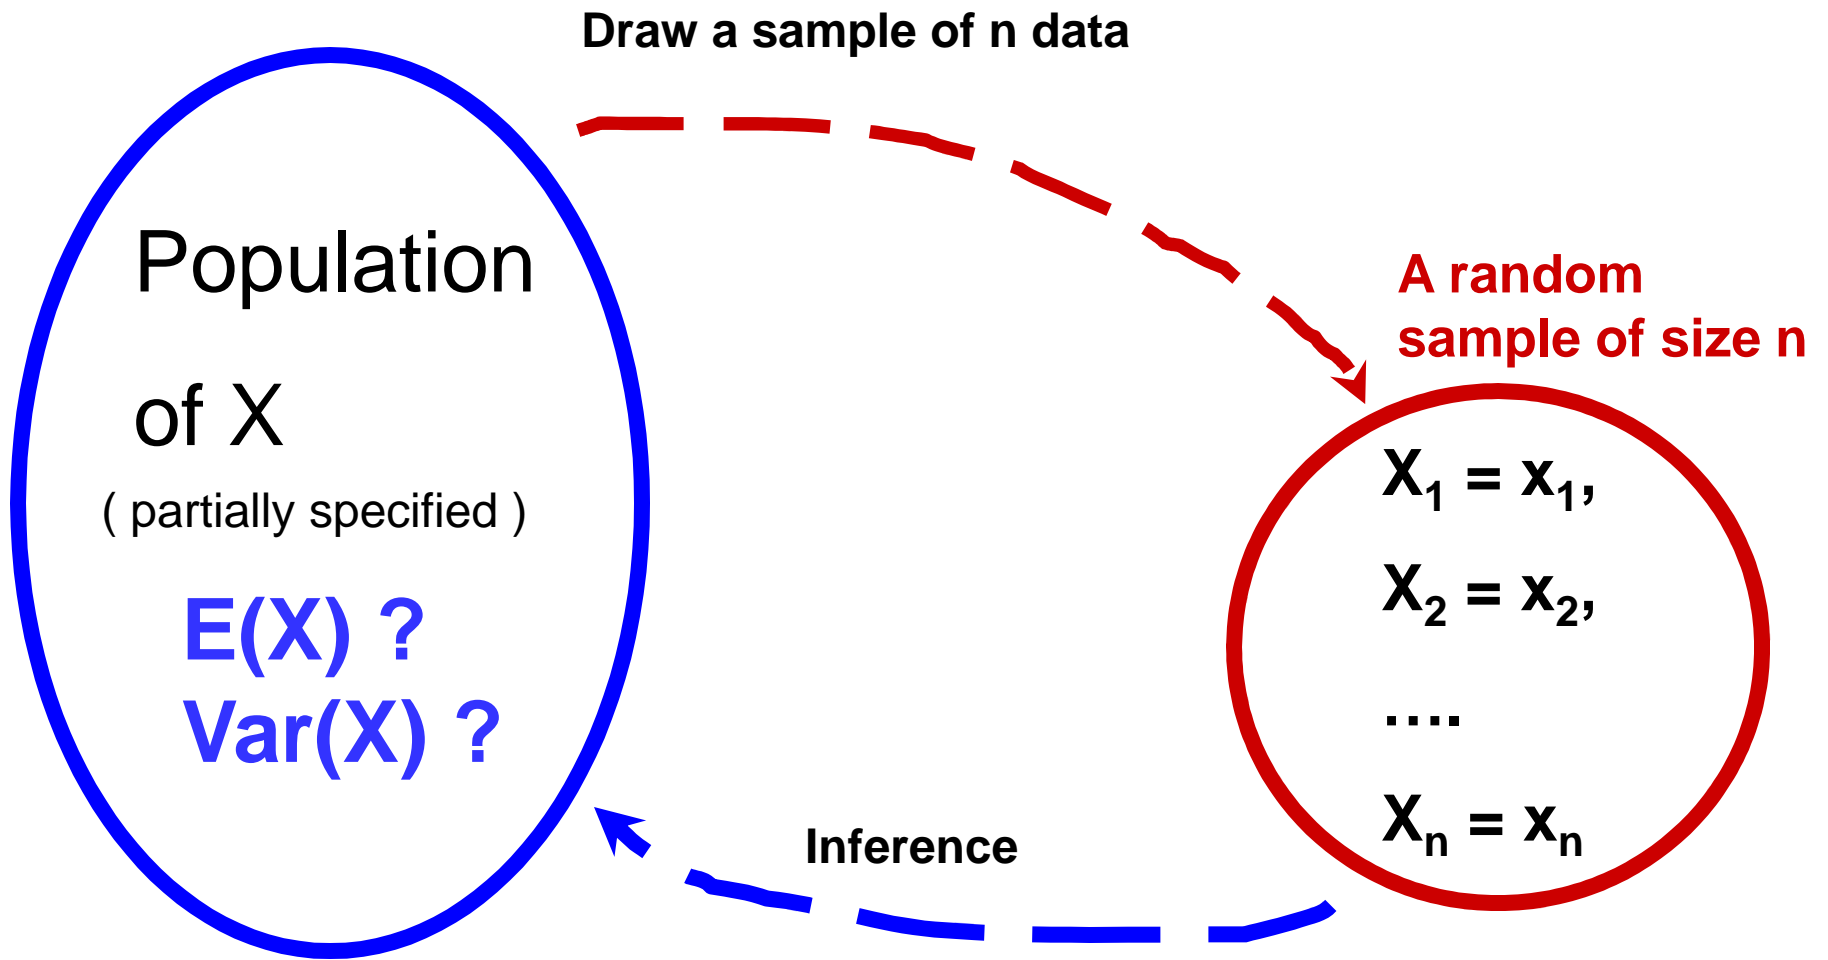 Draw a sample of n data
Population
of X
( partially specified )
E(X) ?
Var(X) ?
A random
sample of size n
X₁ = x₁,
X₂ = x₂,
....
Xₙ = xₙ
Inference